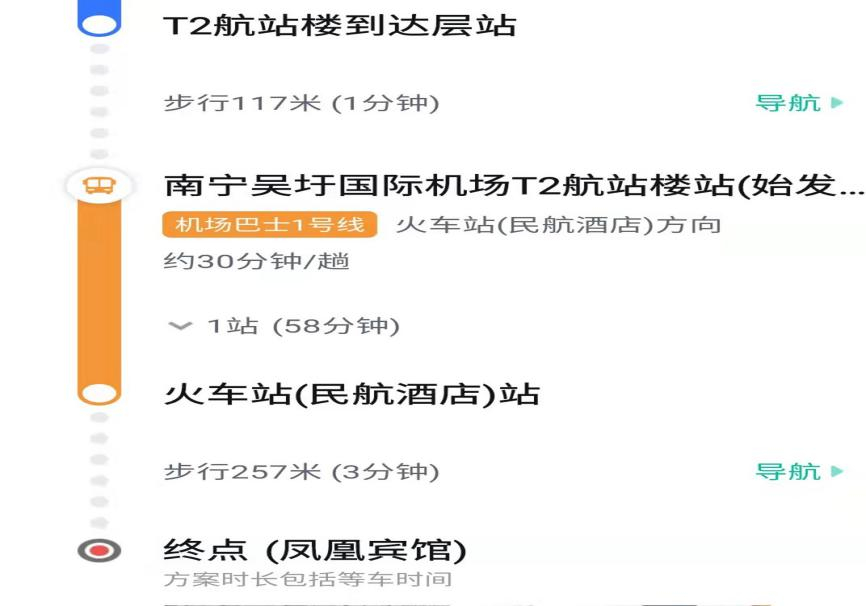 T2航站楼到达层站
步行117米 (1分钟)
导航
南宁吴圩国际机场T2航站楼站(始发...
机场巴士1号线 火车站(民航酒店)方向
约30分钟/趟
1站 (58分钟)
火车站(民航酒店)站
步行257米 (3分钟)
导航
终点 (凤凰宾馆)
方案时长包括等车时间